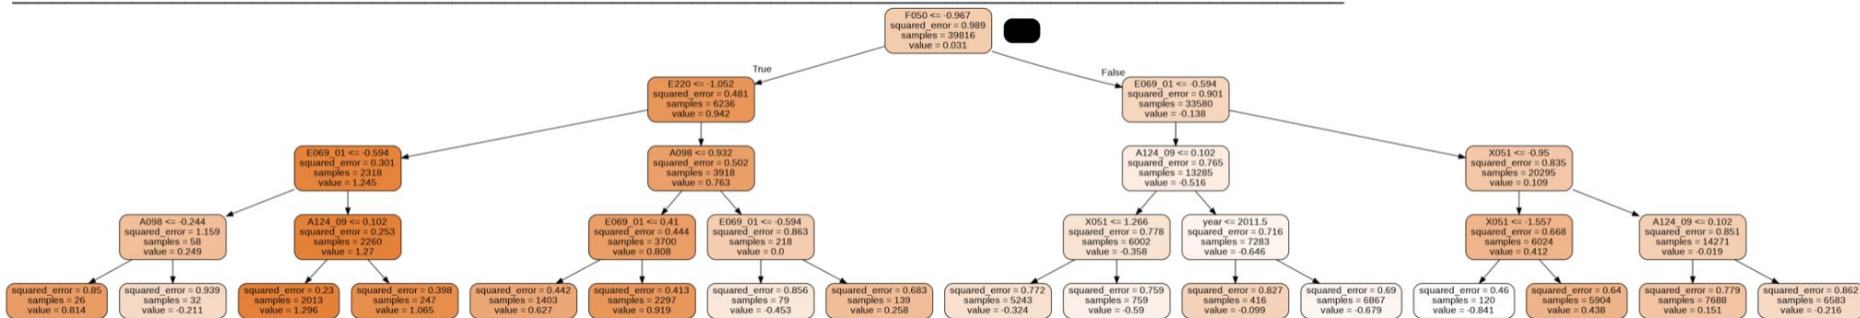 F050 <= -0.967
squared_error = 0.989
samples = 39816
value = 0.031
True
False
E220 <= -1.052
squared_error = 0.481
samples = 6236
value = 0.942
E069_01 <= -0.594
squared_error = 0.901
samples = 33580
value = -0.138
E069_01 <= -0.594
squared_error = 0.301
samples = 2318
value = 1.245
A098 <= 0.932
squared_error = 0.502
samples = 3918
value = 0.763
A124_09 <= 0.102
squared_error = 0.765
samples = 13285
value = -0.516
X051 <= -0.95
squared_error = 0.835
samples = 20295
value = 0.109
A098 <= -0.244
squared_error = 1.159
samples = 58
value = 0.249
A124_09 <= 0.102
squared_error = 0.253
samples = 2260
value = 1.27
E069_01 <= 0.41
squared_error = 0.444
samples = 3700
value = 0.808
E069_01 <= -0.594
squared_error = 0.863
samples = 218
value = 0.0
X051 <= 1.266
squared_error = 0.778
samples = 6002
value = -0.358
year <= 2011.5
squared_error = 0.716
samples = 7283
value = -0.646
X051 <= -1.557
squared_error = 0.668
samples = 6024
value = 0.412
A124_09 <= 0.102
squared_error = 0.851
samples = 14271
value = -0.019
squared_error = 0.85
samples = 26
value = 0.814
squared_error = 0.939
samples = 32
value = -0.211
squared_error = 0.23
samples = 2013
value = 1.296
squared_error = 0.398
samples = 247
value = 1.065
squared_error = 0.442
samples = 1403
value = 0.627
squared_error = 0.413
samples = 2297
value = 0.919
squared_error = 0.856
samples = 79
value = -0.453
squared_error = 0.683
samples = 139
value = 0.258
squared_error = 0.772
samples = 5243
value = -0.324
squared_error = 0.759
samples = 759
value = -0.59
squared_error = 0.827
samples = 416
value = -0.099
squared_error = 0.69
samples = 6867
value = -0.679
squared_error = 0.46
samples = 120
value = -0.841
squared_error = 0.64
samples = 5904
value = 0.438
squared_error = 0.779
samples = 7688
value = 0.151
squared_error = 0.862
samples = 6583
value = -0.216